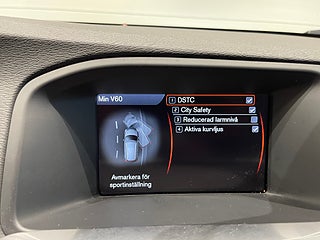 Min V60
1 DSTC
2 City Safety
3 Reducerad larmnivå
4 Aktiva kurvljus
Avmarkera för
sportinställning